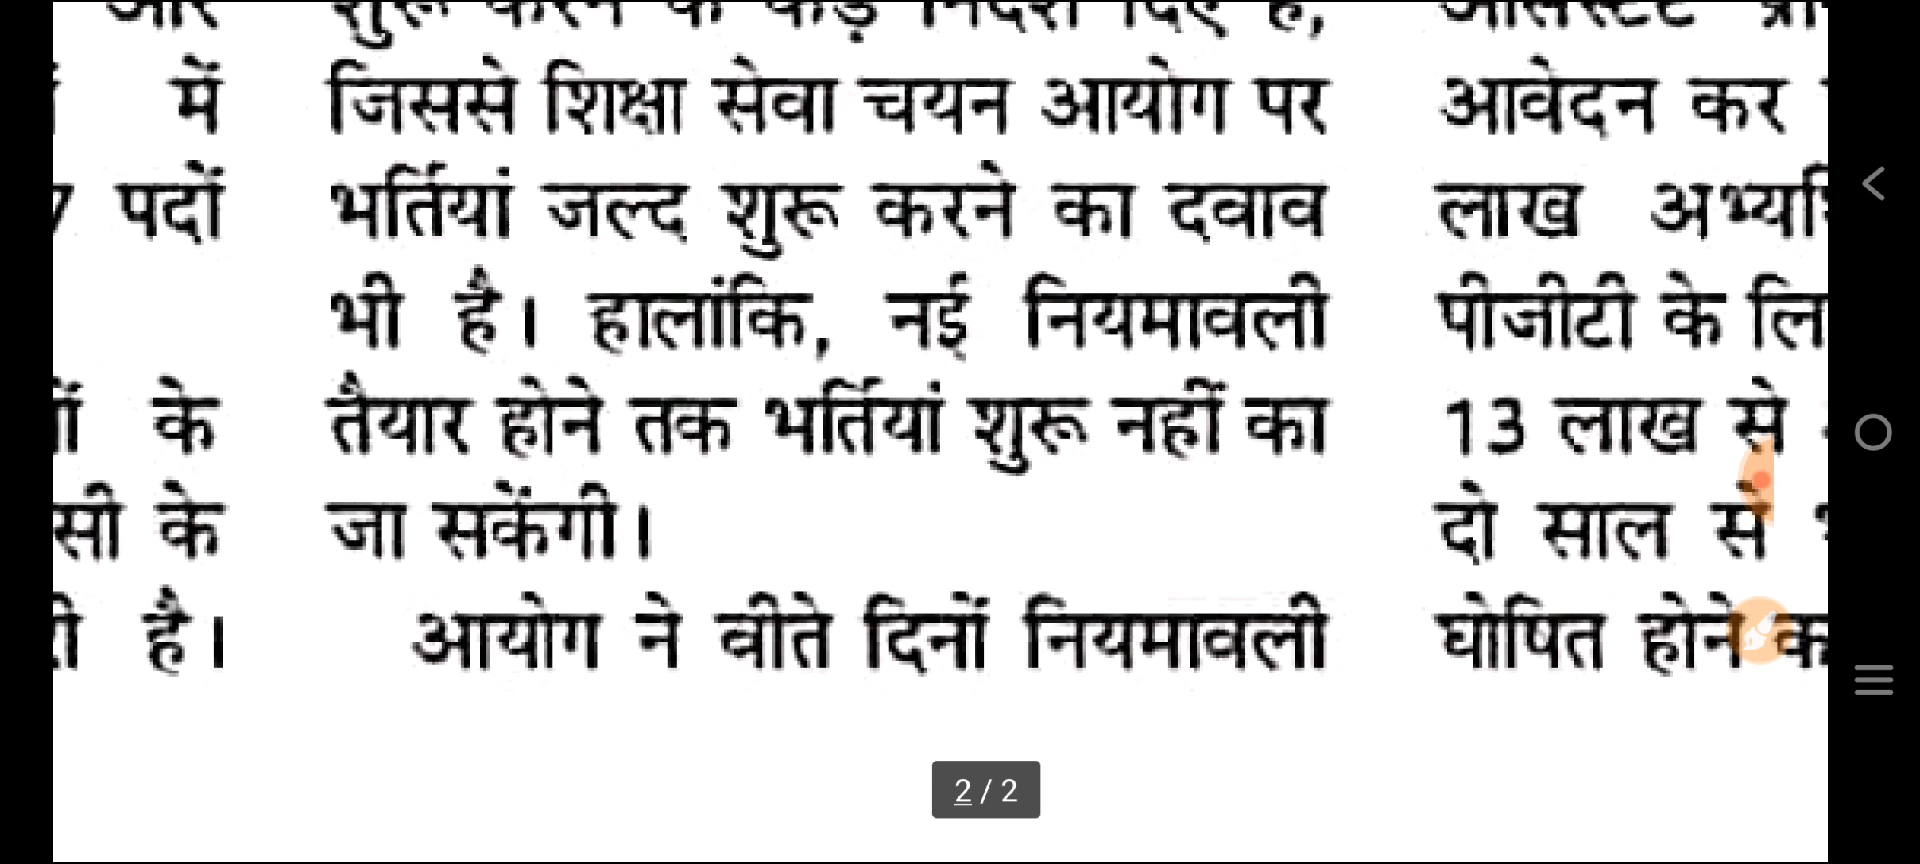 में
पदों
के
सी के
है।
जिससे शिक्षा सेवा चयन आयोग पर
भर्तियां जल्द शुरू करने का दवाव
भी है। हालांकि, नई नियमावली
तैयार होने तक भर्तियां शुरू नहीं का
जा सकेंगी।
आयोग ने वीते दिनों नियमावली
आवेदन कर
लाख
पीजीटी के
13 लाख से
दो साल से
घोषित होने
2 / 2